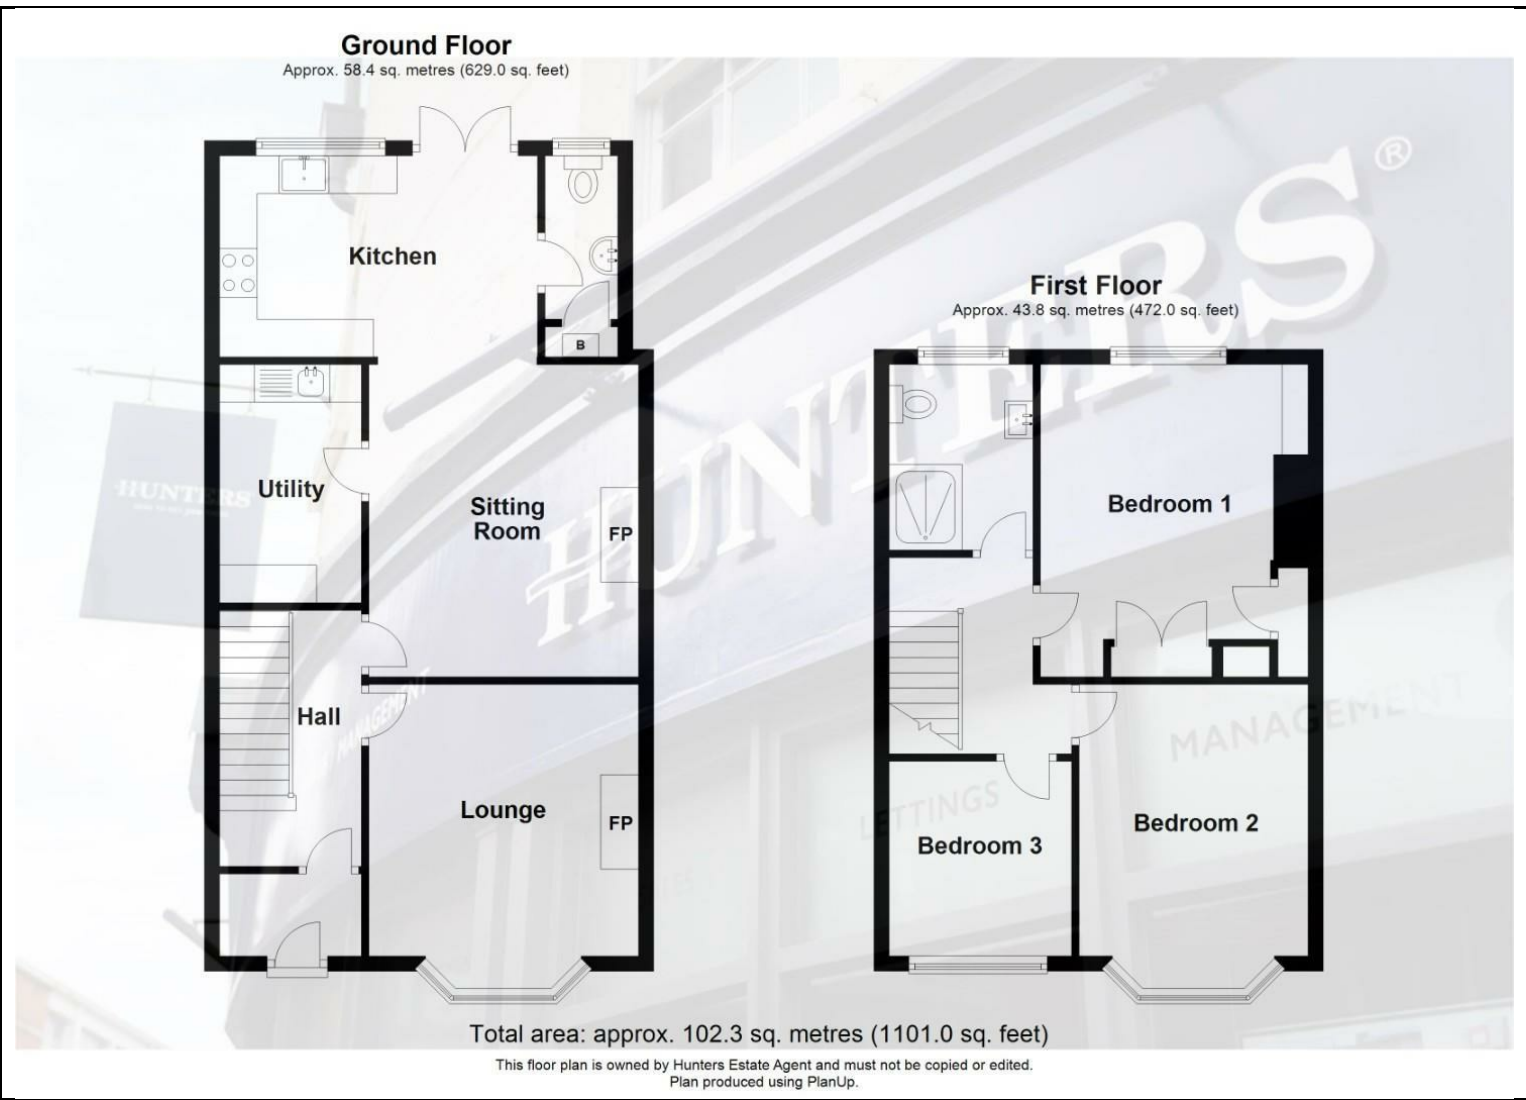 Ground Floor
Approx. 58.4 sq. metres (629.0 sq. feet)
Kitchen
B
Utility
Sitting
Room
FP
Hall
Lounge
FP
First Floor
Approx. 43.8 sq. metres (472.0 sq. feet)
Bedroom 1
Bedroom 2
Bedroom 3
HUNTERS®
HUNTERS
MANAGEMENT
MANAGEMENT
LETTINGS
Total area: approx. 102.3 sq. metres (1101.0 sq. feet)
This floor plan is owned by Hunters Estate Agent and must not be copied or edited.
Plan produced using PlanUp.